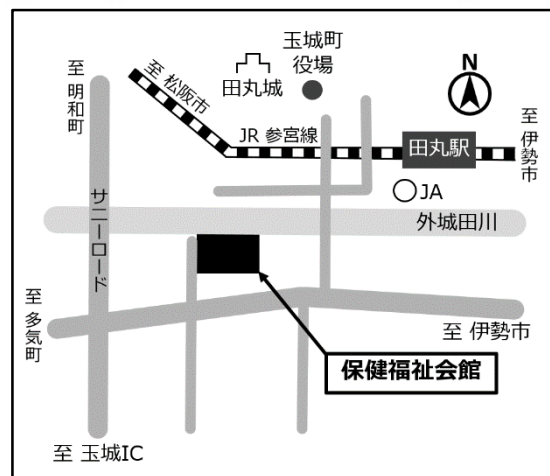 玉城町
役場
N
至 明和町
至 松阪市
田丸城
JR 参宮線
田丸駅
至 伊勢市
JA
サニーロード
外城田川
至 多気町
至 伊勢市
保健福祉会館
至 玉城IC